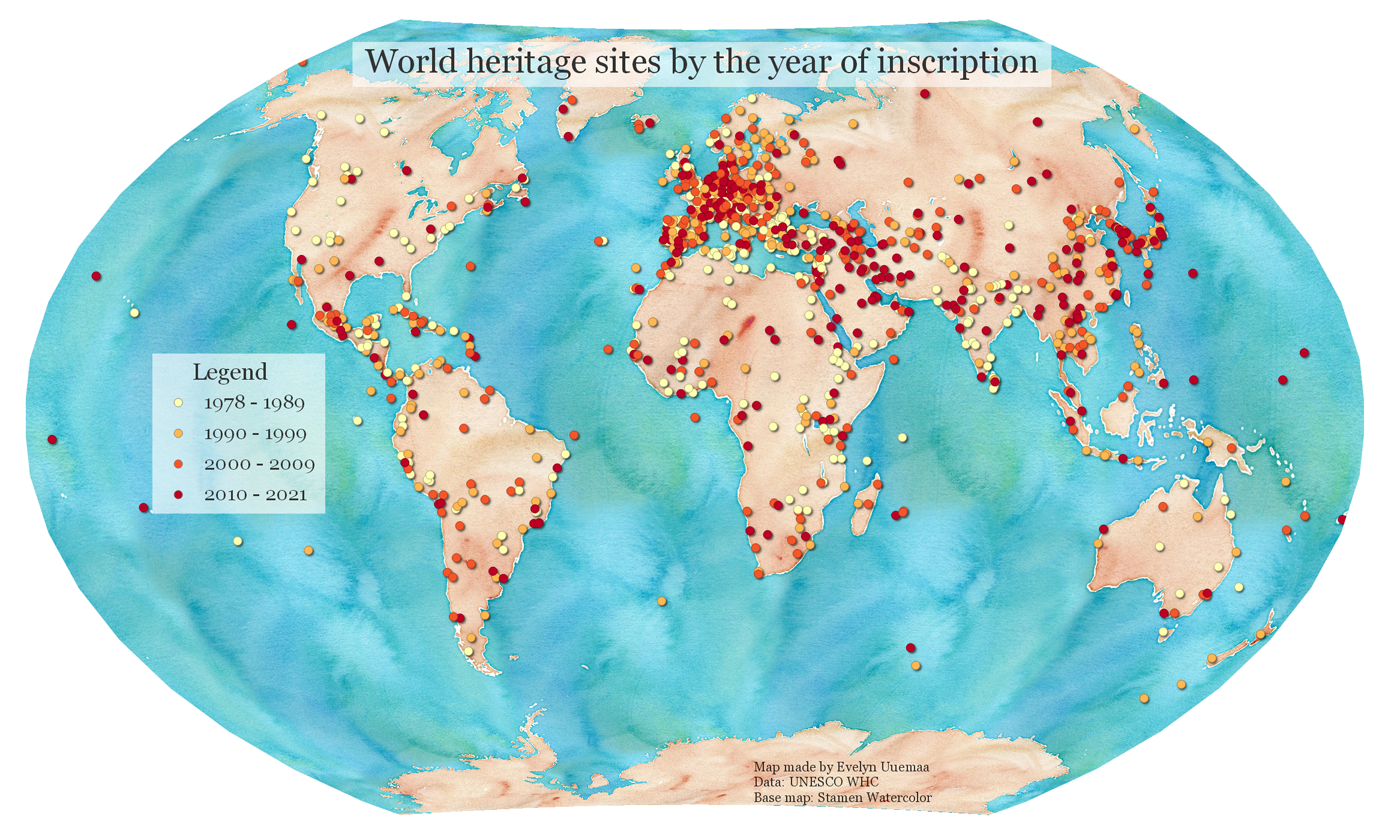 World heritage sites by the year of inscription
Legend
1978 - 1989
1990 - 1999
2000 - 2009
2010 - 2021
Map made by Evelyn Uuemaa
Data: UNESCO WHC
Base map: Stamen Watercolor